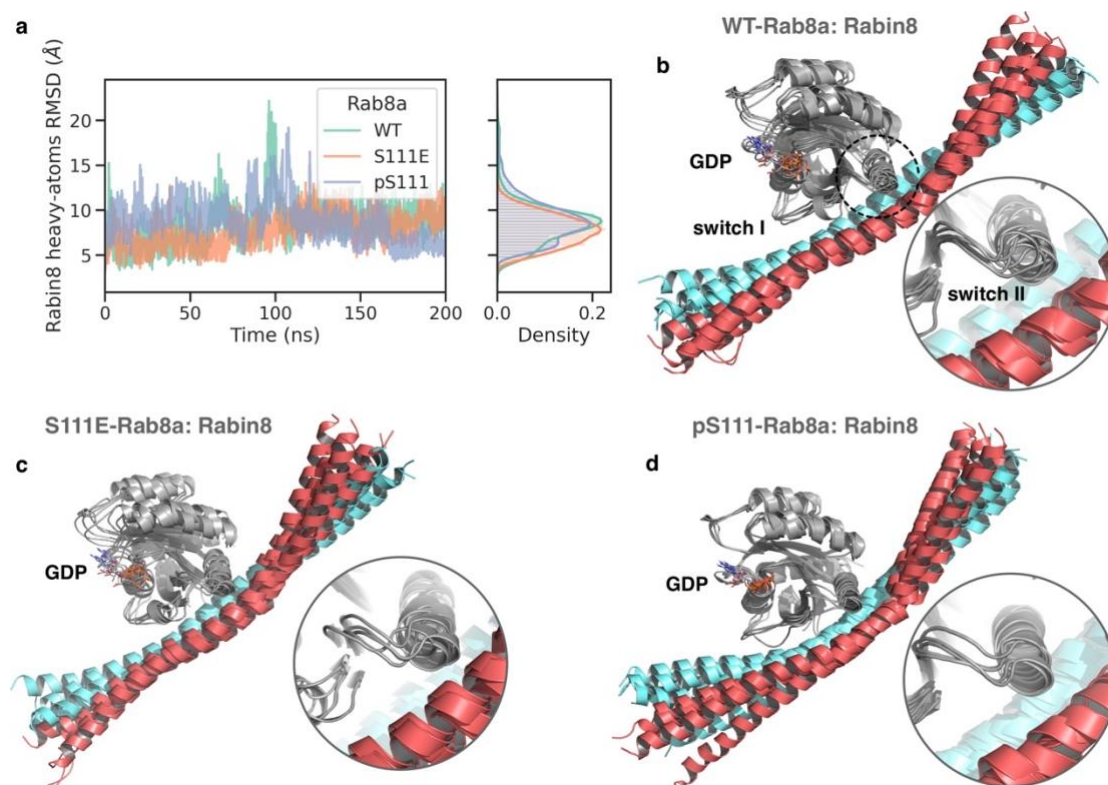 a
Rabin8 heavy-atoms RMSD (Å)
20
15
10
5
Rab8a
WT
S111E
pS111
0
50
100
150
200
Time (ns)
0.0
0.2
Density
WT-Rab8a: Rabin8
b
GDP
switch I
switch II
S111E-Rab8a: Rabin8
c
GDP
pS111-Rab8a: Rabin8
d
GDP